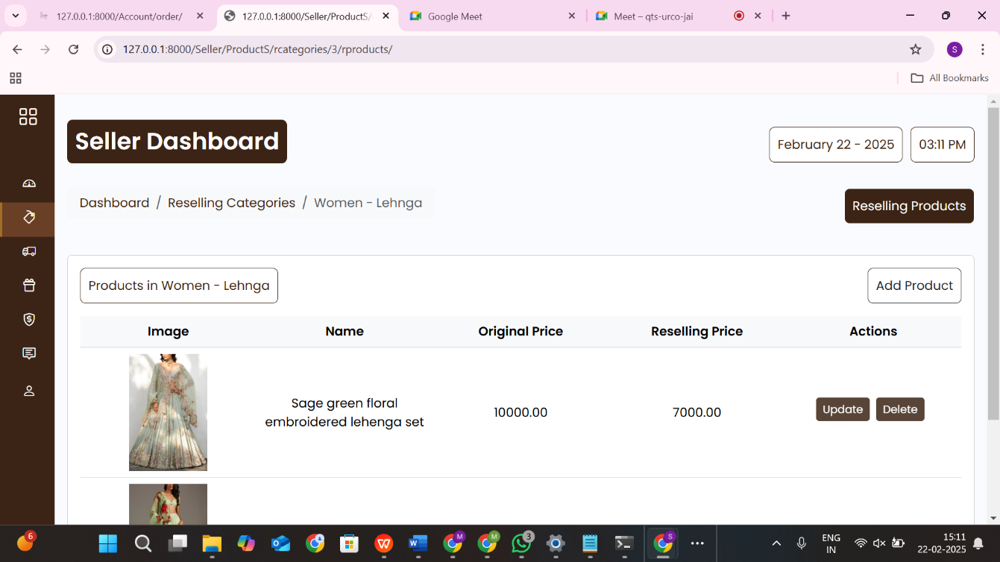 127.0.0.1:8000/Account/order/
127.0.0.1:8000/Seller/ProductS/
Google Meet
Meet – qts-urco-jai
127.0.0.1:8000/Seller/ProductS/rcategories/3/rproducts/
S
All Bookmarks
Seller Dashboard
February 22 - 2025
03:11 PM
Dashboard / Reselling Categories / Women - Lehnga
Reselling Products
Products in Women - Lehnga
Add Product
Image Name Original Price Reselling Price Actions
Sage green floral
embroidered lehenga set
10000.00
7000.00
Update
Delete
6
W
W
M
M
3
S
ENG
IN
15:11
22-02-2025